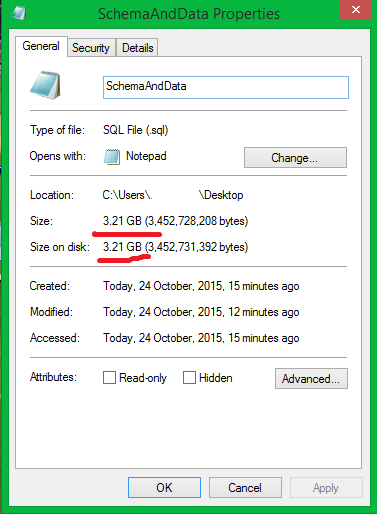 SchemaAndData Properties
General Security Details
SchemaAndData
Type of file: SQL File (.sql)
Opens with: Notepad Change...
Location: C:\Users\. \Desktop
Size: 3.21 GB (3,452,728,208 bytes)
Size on disk: 3.21 GB (3,452,731,392 bytes)
Created: Today, 24 October, 2015, 15 minutes ago
Modified: Today, 24 October, 2015, 12 minutes ago
Accessed: Today, 24 October, 2015, 15 minutes ago
Attributes: Read-only Hidden Advanced...
OK Cancel Apply